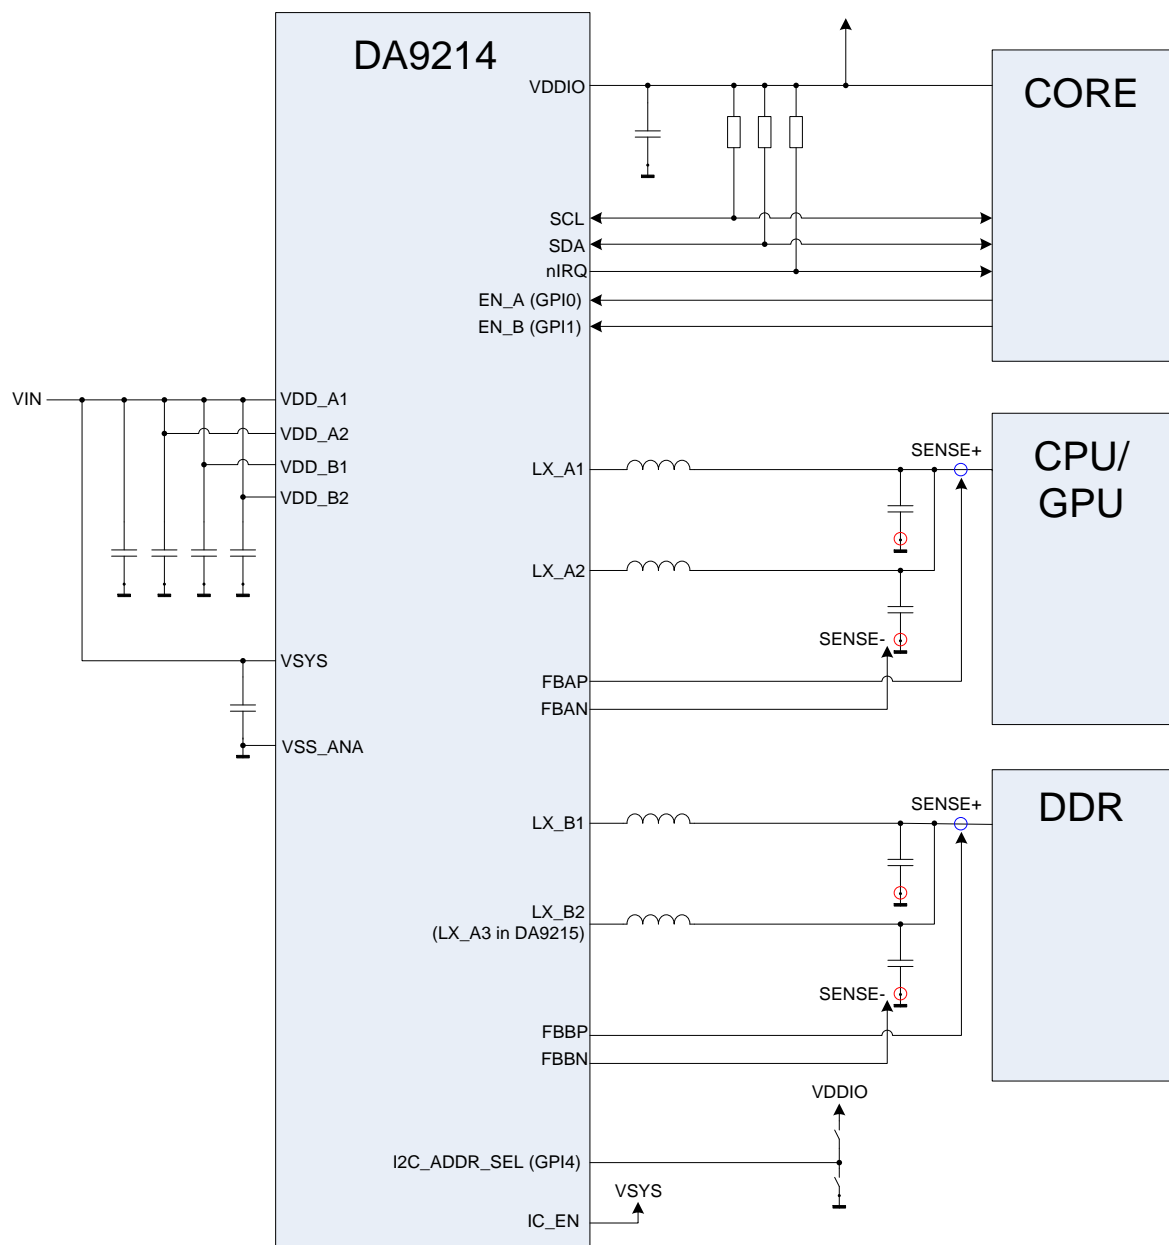 DA9214
CORE
VDDIO
SCL
SDA
nIRQ
EN_A (GPI0)
EN_B (GPI1)
VIN
VDD_A1
VDD_A2
VDD_B1
VDD_B2
LX_A1
SENSE+
CPU/
GPU
LX_A2
SENSE-
VSYS
FBAP
FBAN
VSS_ANA
DDR
LX_B1
SENSE+
LX_B2
(LX_A3 in DA9215)
SENSE-
FBBP
FBBN
VDDIO
I2C_ADDR_SEL (GPI4)
VSYS
IC_EN